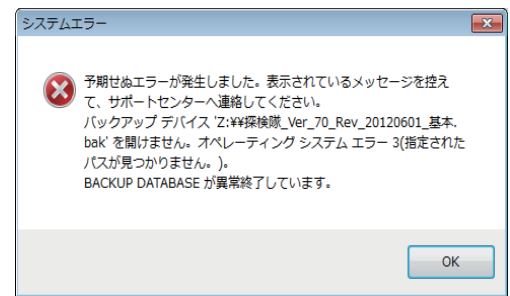 システムエラー
予期せぬエラーが発生しました。表示されているメッセージを控え
て、サポートセンターへ連絡してください。
バックアップ デバイス 'Z:¥¥探検隊_Ver_70_Rev_20120601_基本.
bak' を開けません。オペレーティング システム エラー 3(指定された
パスが見つかりません。)。
BACKUP DATABASE が異常終了しています。
OK